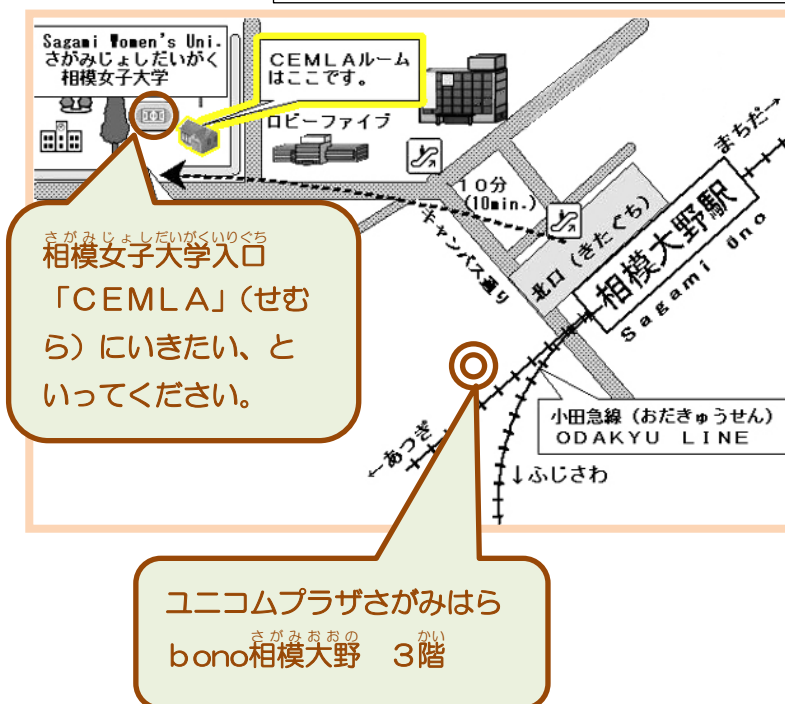 Sagami Women's Uni.
さがみじょしだいがく
相模女子大学
CEMLAルーム
はここです。
ロビーファイブ
まちだ→
10分
(10min.)
キャンパス通り
北口（きたぐち）
相模大野駅
Sagami Ono
さがみじょしだいがくいりぐち
相模女子大学入口
「CEMLA」（せむ
ら）にいきたい、と
いってください。
小田急線（おだきゅうせん）
ODAKYU LINE
←あつぎ
↓ふじさわ
ユニコムプラザさがみはら
さがみおおの かい
bono相模大野　3階